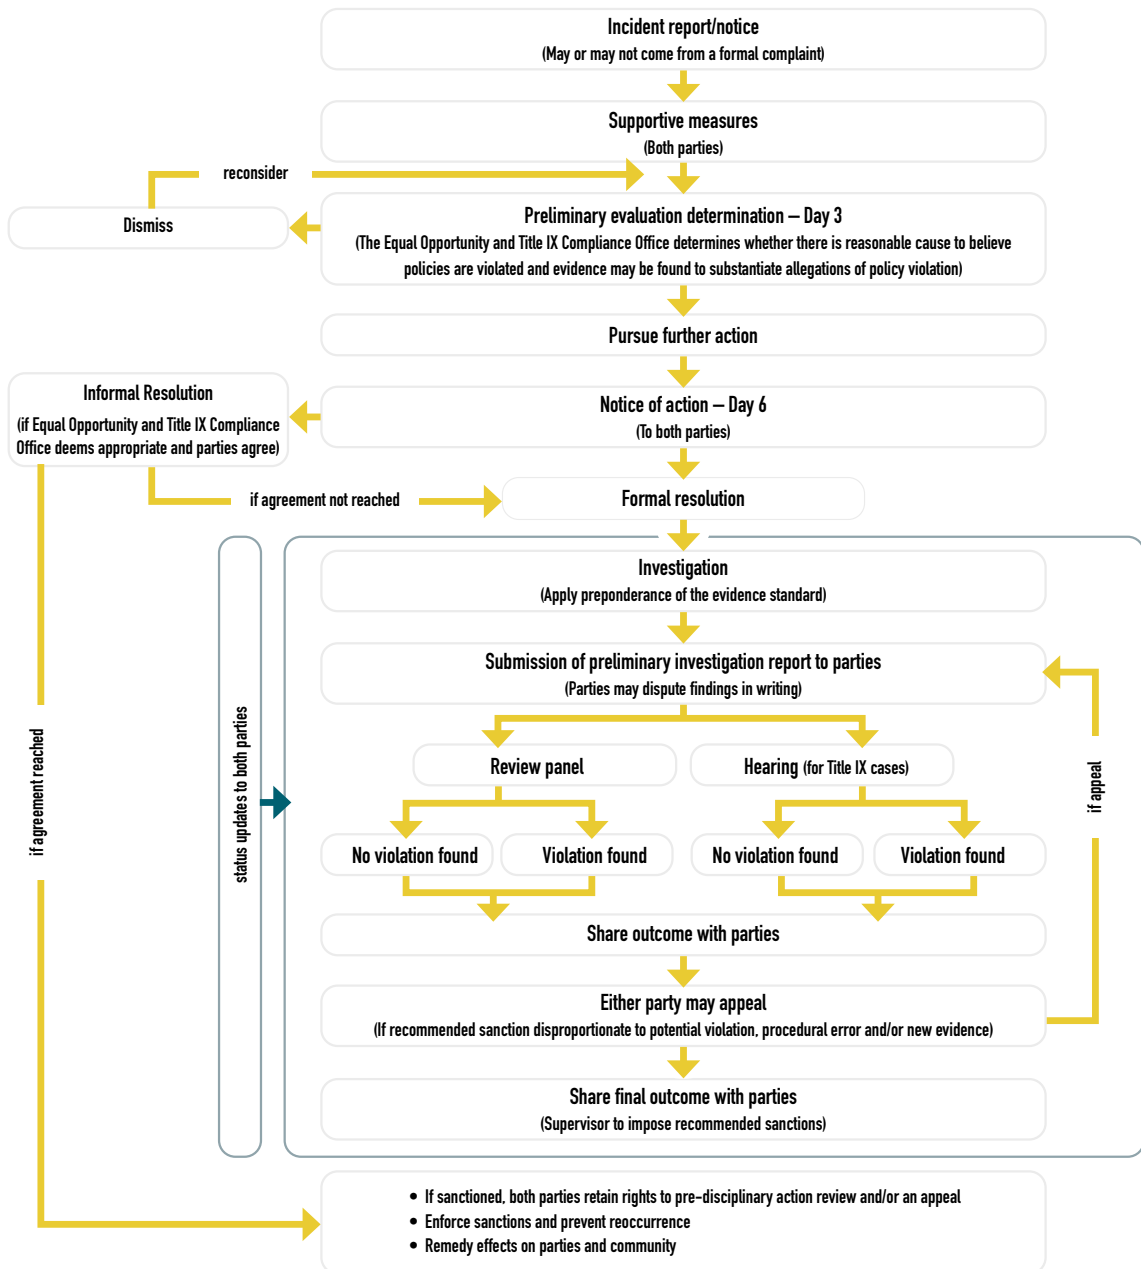 Incident report/notice
(May or may not come from a formal complaint)
Supportive measures
(Both parties)
reconsider
Dismiss
Preliminary evaluation determination – Day 3
(The Equal Opportunity and Title IX Compliance Office determines whether there is reasonable cause to believe
policies are violated and evidence may be found to substantiate allegations of policy violation)
Pursue further action
Informal Resolution
(if Equal Opportunity and Title IX Compliance
Office deems appropriate and parties agree)
Notice of action – Day 6
(To both parties)
if agreement not reached
Formal resolution
Investigation
(Apply preponderance of the evidence standard)
Submission of preliminary investigation report to parties
(Parties may dispute findings in writing)
if agreement reached
status updates to both parties
Review panel
Hearing (for Title IX cases)
if appeal
No violation found
Violation found
No violation found
Violation found
Share outcome with parties
Either party may appeal
(If recommended sanction disproportionate to potential violation, procedural error and/or new evidence)
Share final outcome with parties
(Supervisor to impose recommended sanctions)
• If sanctioned, both parties retain rights to pre-disciplinary action review and/or an appeal
• Enforce sanctions and prevent reoccurrence
• Remedy effects on parties and community